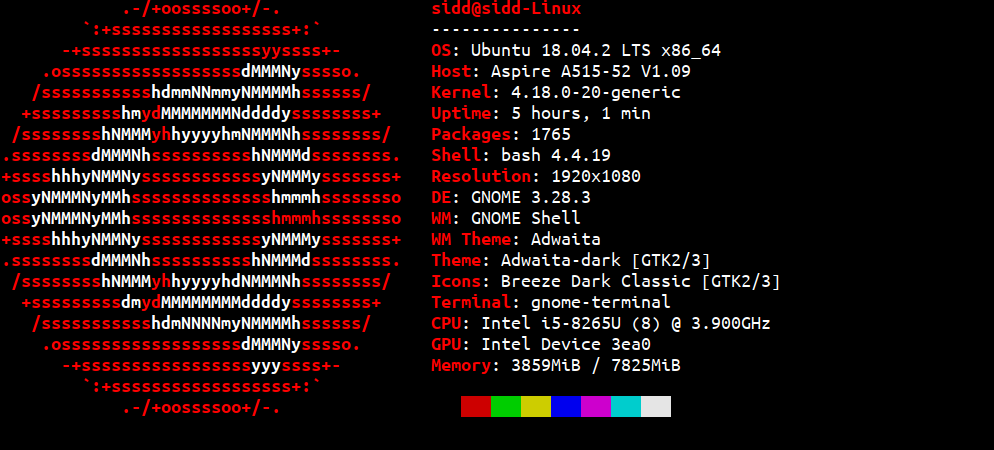 .-/+oossssoo+/-. sidd@sidd-Linux
`:+ssssssssssssssssss+:` ---------------
-+ssssssssssssssssssyyssss+- OS: Ubuntu 18.04.2 LTS x86_64
.ossssssssssssssssssdMMMNysssso. Host: Aspire A515-52 V1.09
/ssssssssssshdmmNNmmyNMMMMhssssss/ Kernel: 4.18.0-20-generic
+ssssssssshmydMMMMMMMNddddyssssssss+ Uptime: 5 hours, 1 min
/sssssssshNMMMyhhyyyyhmNMMMNhssssssss/ Packages: 1765
.ssssssssdMMMNhsssssssssshNMMMdssssssss. Shell: bash 4.4.19
+sssshhhyNMMNyssssssssssssyNMMMysssssss+ Resolution: 1920x1080
ossyNMMMNyMMhsssssssssssssshmmmhssssssso DE: GNOME 3.28.3
ossyNMMMNyMMhsssssssssssssshmmmhssssssso WM: GNOME Shell
+sssshhhyNMMNyssssssssssssyNMMMysssssss+ WM Theme: Adwaita
.ssssssssdMMMNhsssssssssshNMMMdssssssss. Theme: Adwaita-dark [GTK2/3]
/sssssssshNMMMyhhyyyyhdNMMMNhssssssss/ Icons: Breeze Dark Classic [GTK2/3]
+sssssssssdmydMMMMMMMMddddyssssssss+ Terminal: gnome-terminal
/ssssssssssshdmNNNNmyNMMMMhssssss/ CPU: Intel i5-8265U (8) @ 3.900GHz
.ossssssssssssssssssdMMMNysssso. GPU: Intel Device 3ea0
-+sssssssssssssssssyyyssss+- Memory: 3859MiB / 7825MiB
`:+ssssssssssssssssss+:`
.-/+oossssoo+/-.